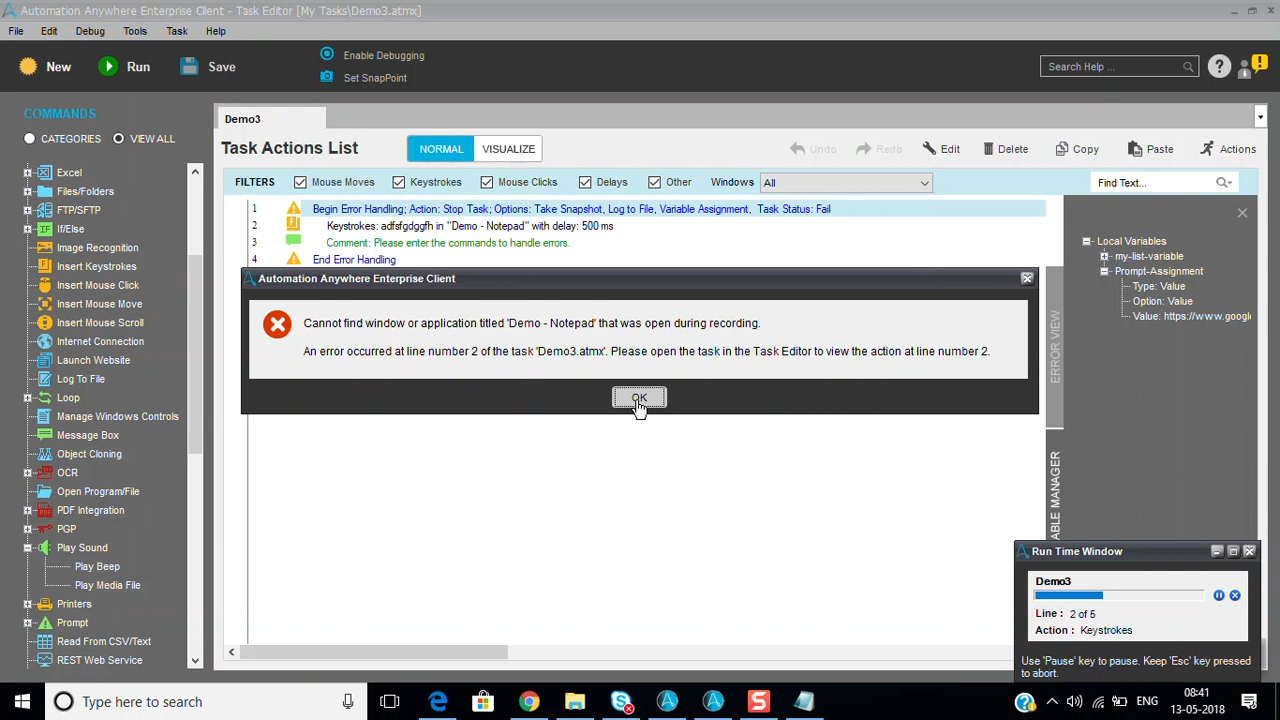 Automation Anywhere Enterprise Client - Task Editor [My Tasks\Demo3.atmx]
File Edit Debug Tools Task Help
New Run Save
Enable Debugging
Set SnapPoint
Search Help ...
COMMANDS
CATEGORIES VIEW ALL
Excel
Files/Folders
FTP/SFTP
If/Else
Image Recognition
Insert Keystrokes
Insert Mouse Click
Insert Mouse Move
Insert Mouse Scroll
Internet Connection
Launch Website
Log To File
Loop
Manage Windows Controls
Message Box
Object Cloning
OCR
Open Program/File
PDF Integration
PGP
Play Sound
Play Beep
Play Media File
Printers
Prompt
Read From CSV/Text
REST Web Service
Demo3
Task Actions List NORMAL VISUALIZE Undo Redo Edit Delete Copy Paste Actions
FILTERS Mouse Moves Keystrokes Mouse Clicks Delays Other Windows All Find Text...
1 Begin Error Handling; Action: Stop Task; Options: Take Snapshot, Log to File, Variable Assignment, Task Status: Fail
2 Keystrokes: adfsfgdggfh in "Demo - Notepad" with delay: 500 ms
3 Comment: Please enter the commands to handle errors.
4 End Error Handling
Automation Anywhere Enterprise Client
Cannot find window or application titled 'Demo - Notepad' that was open during recording.
An error occurred at line number 2 of the task 'Demo3.atmx'. Please open the task in the Task Editor to view the action at line number 2.
OK
ERROR VIEW
ABLE MANAGER
Local Variables
my-list-variable
Prompt-Assignment
Type: Value
Option: Value
Value: https://www.googl
Run Time Window
Demo3
Line : 2 of 5
Action : Keystrokes
Use 'Pause' key to pause. Keep 'Esc' key pressed
to abort.
Type here to search
ENG
08:41
13-05-2018